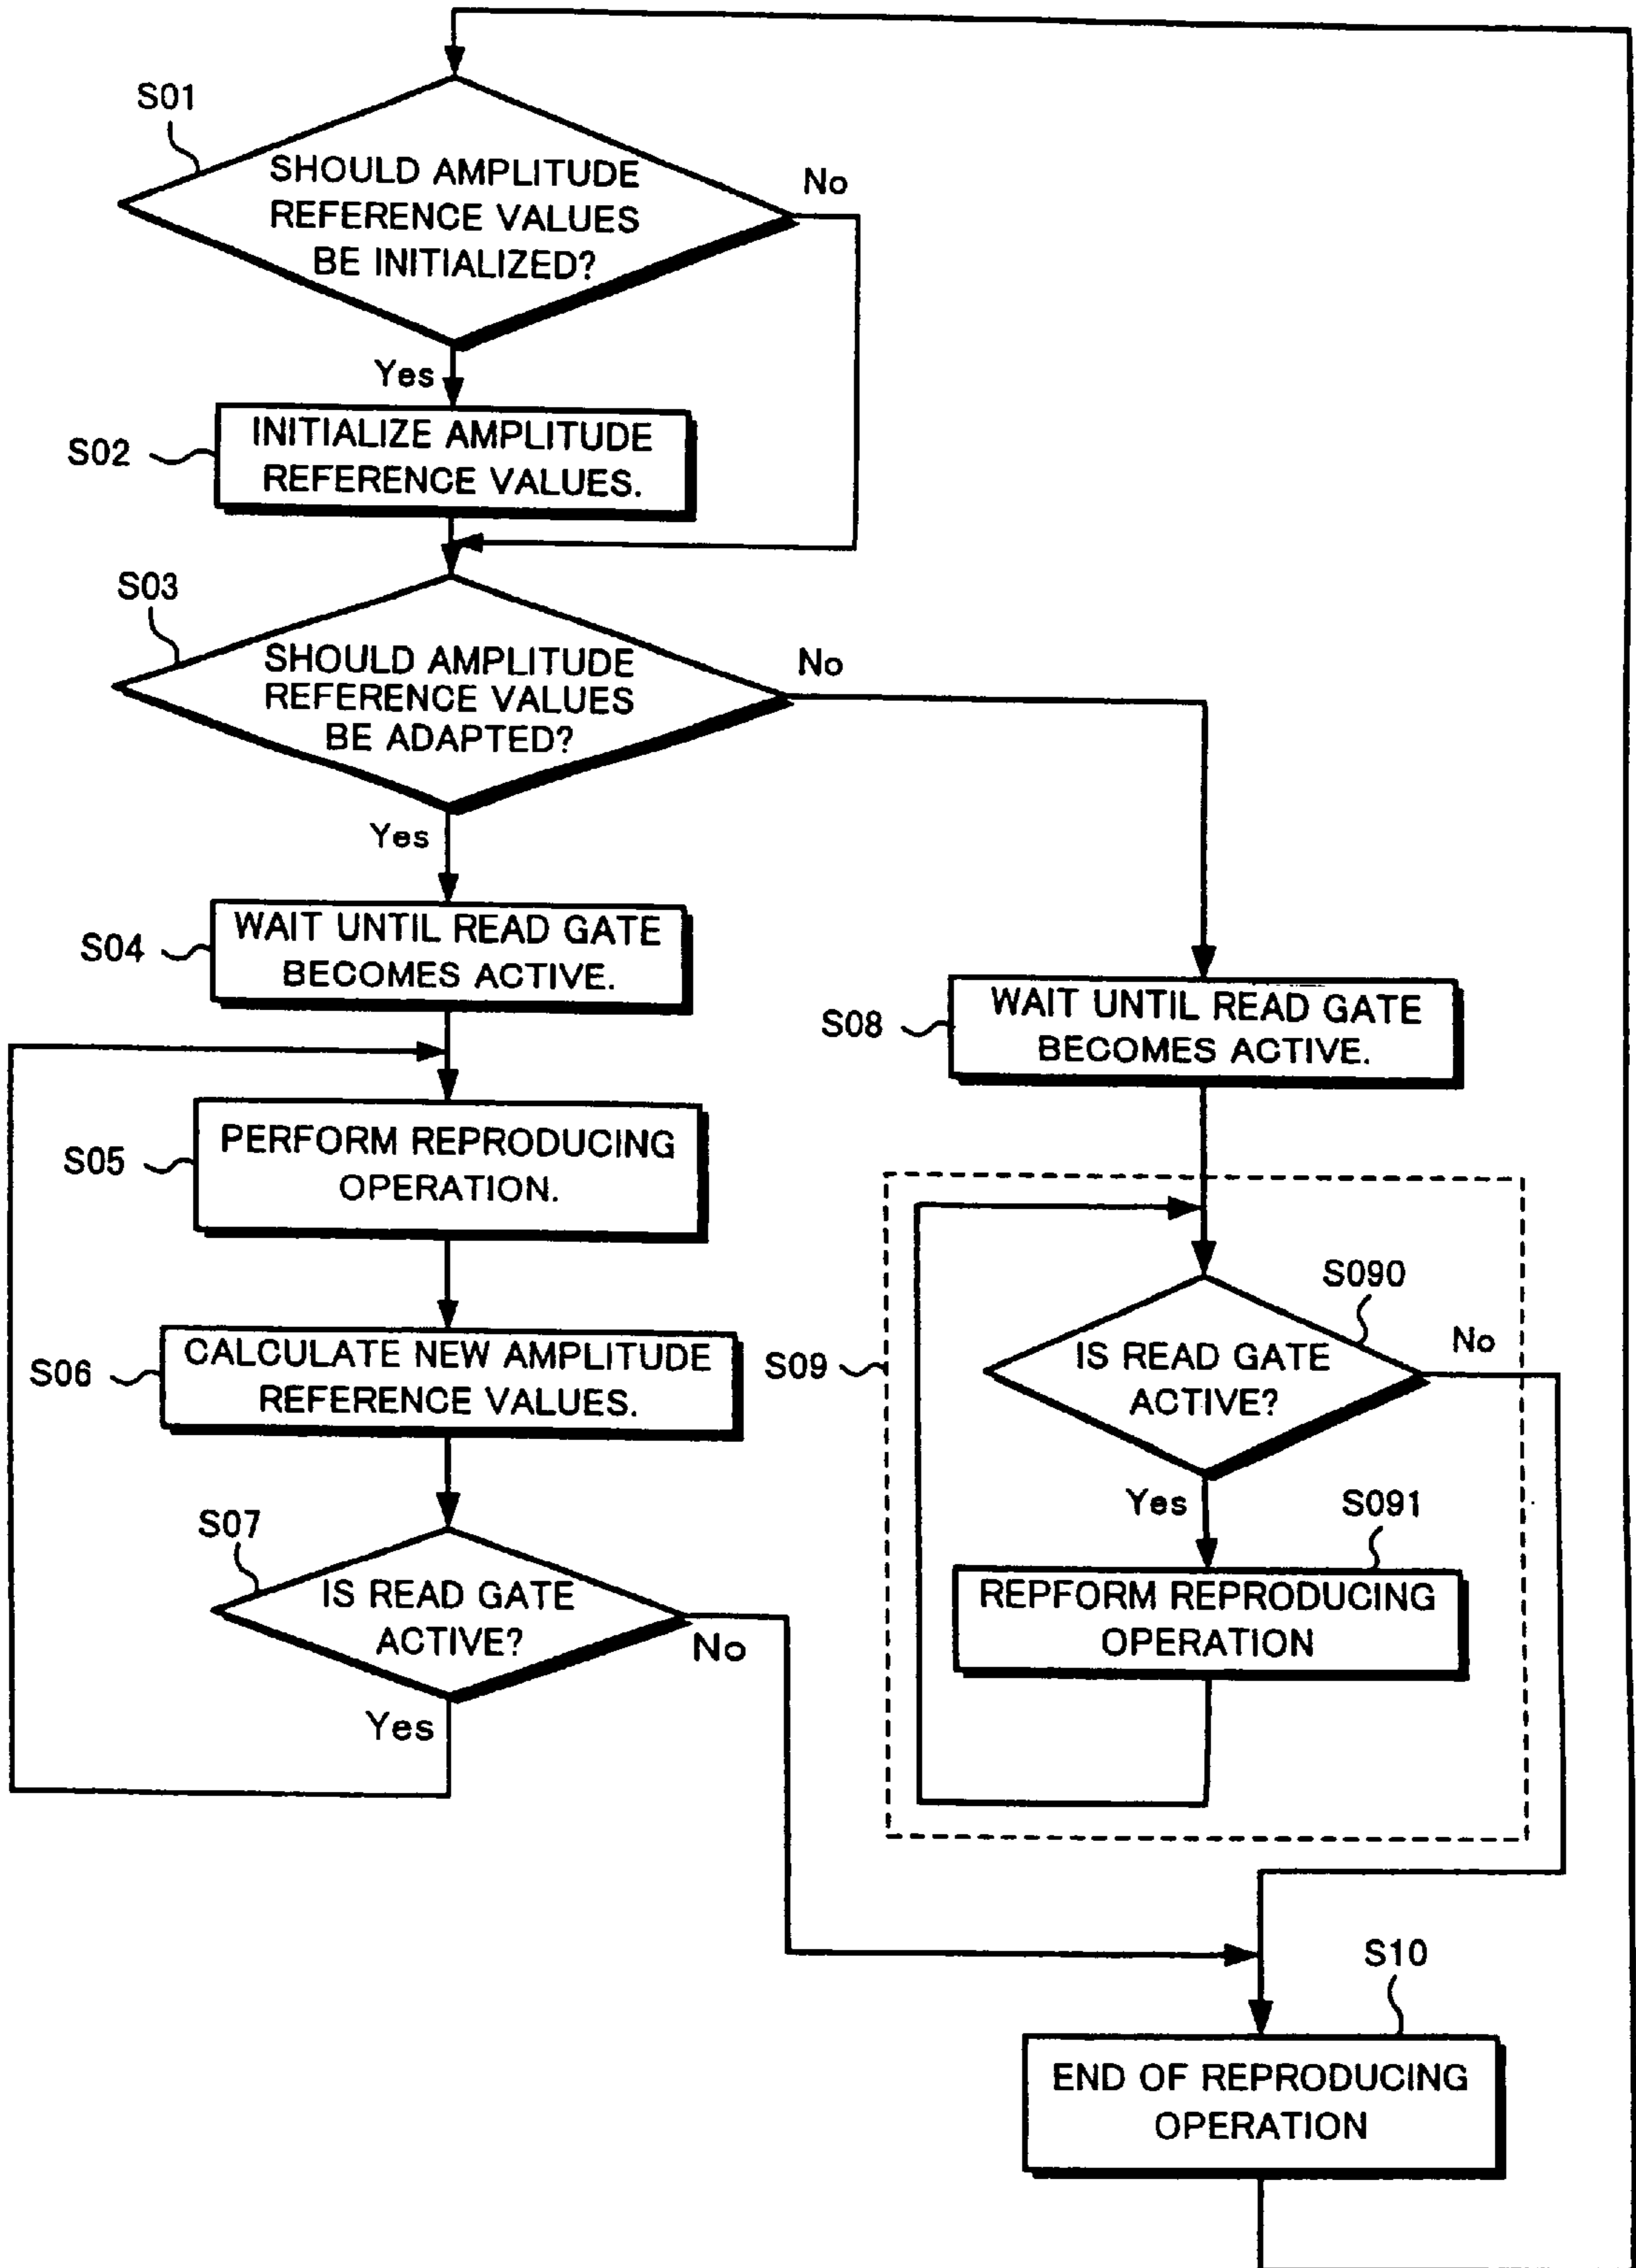 S01
SHOULD AMPLITUDE
REFERENCE VALUES
BE INITIALIZED?
No
Yes
S02
INITIALIZE AMPLITUDE
REFERENCE VALUES.
S03
SHOULD AMPLITUDE
REFERENCE VALUES
BE ADAPTED?
No
Yes
S04
WAIT UNTIL READ GATE
BECOMES ACTIVE.
S08
WAIT UNTIL READ GATE
BECOMES ACTIVE.
S05
PERFORM REPRODUCING
OPERATION.
S06
CALCULATE NEW AMPLITUDE
REFERENCE VALUES.
S09
S090
IS READ GATE
ACTIVE?
No
Yes
S091
REPFORM REPRODUCING
OPERATION
S07
IS READ GATE
ACTIVE?
No
Yes
S10
END OF REPRODUCING
OPERATION